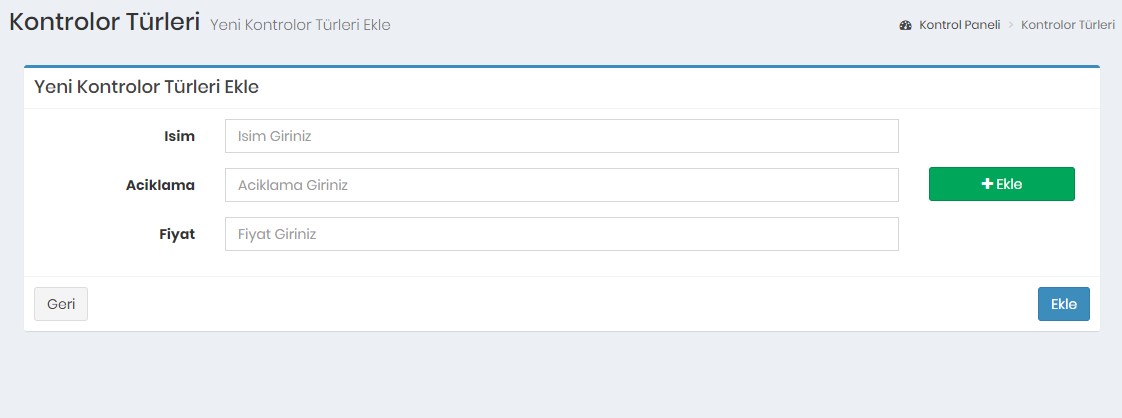 Kontrolor Türleri Yeni Kontrolor Türleri Ekle
Kontrol Paneli > Kontrolor Türleri
Yeni Kontrolor Türleri Ekle
Isim Isim Giriniz
Aciklama Aciklama Giriniz
+ Ekle
Fiyat Fiyat Giriniz
Geri
Ekle